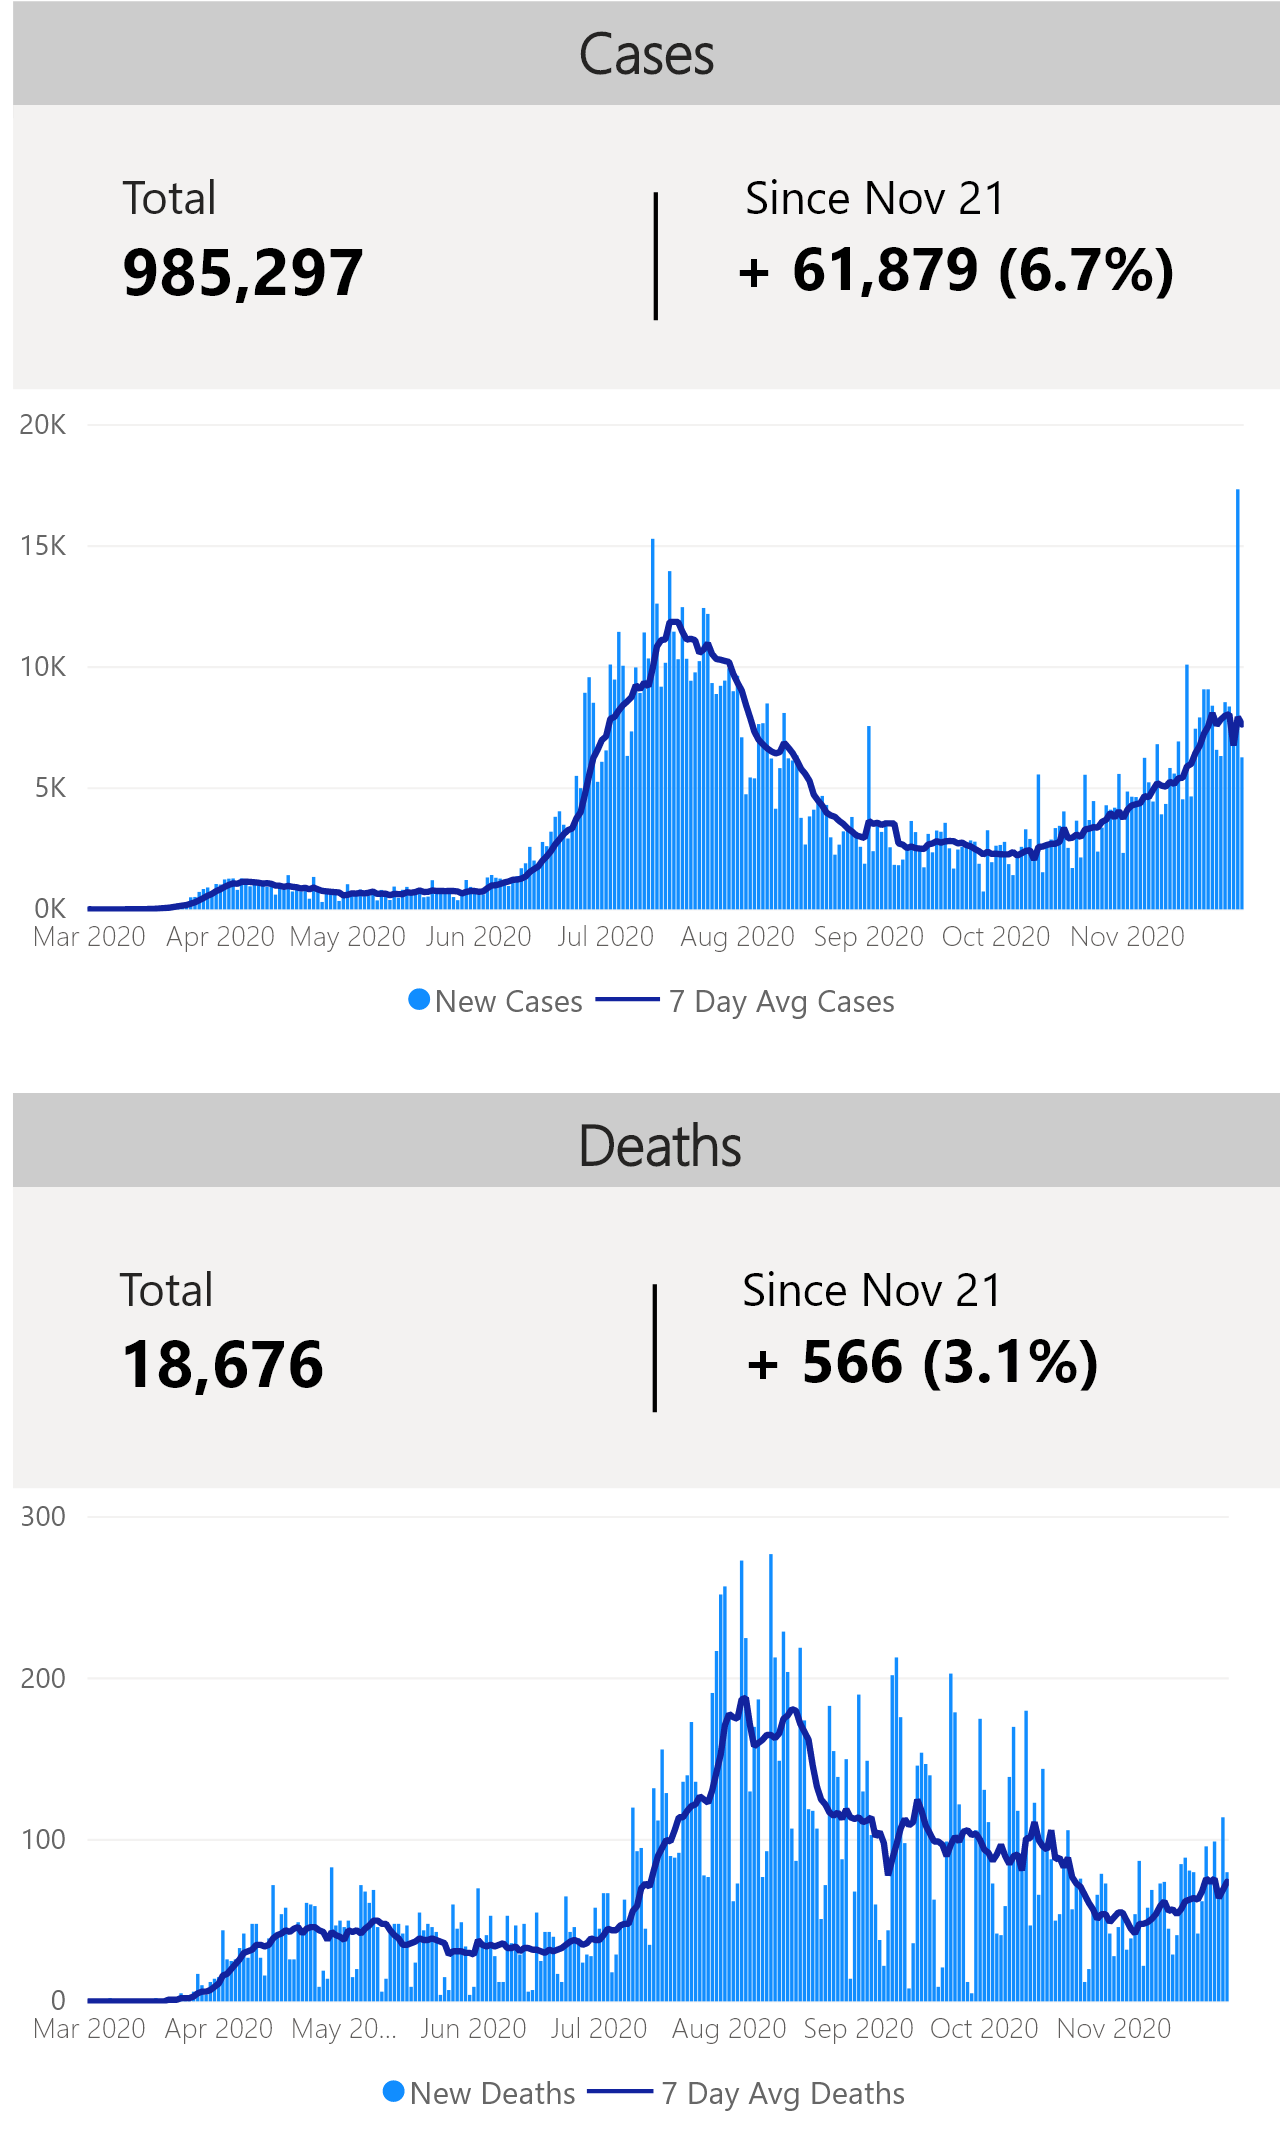 Cases
Total
Since Nov 21
985,297
+ 61,879 (6.7%)
20K
15K
10K
5K
0K
Mar 2020 Apr 2020 May 2020 Jun 2020 Jul 2020 Aug 2020 Sep 2020 Oct 2020 Nov 2020
New Cases 7 Day Avg Cases
Deaths
Total
Since Nov 21
18,676
+ 566 (3.1%)
300
200
100
0
Mar 2020 Apr 2020 May 20... Jun 2020 Jul 2020 Aug 2020 Sep 2020 Oct 2020 Nov 2020
New Deaths 7 Day Avg Deaths